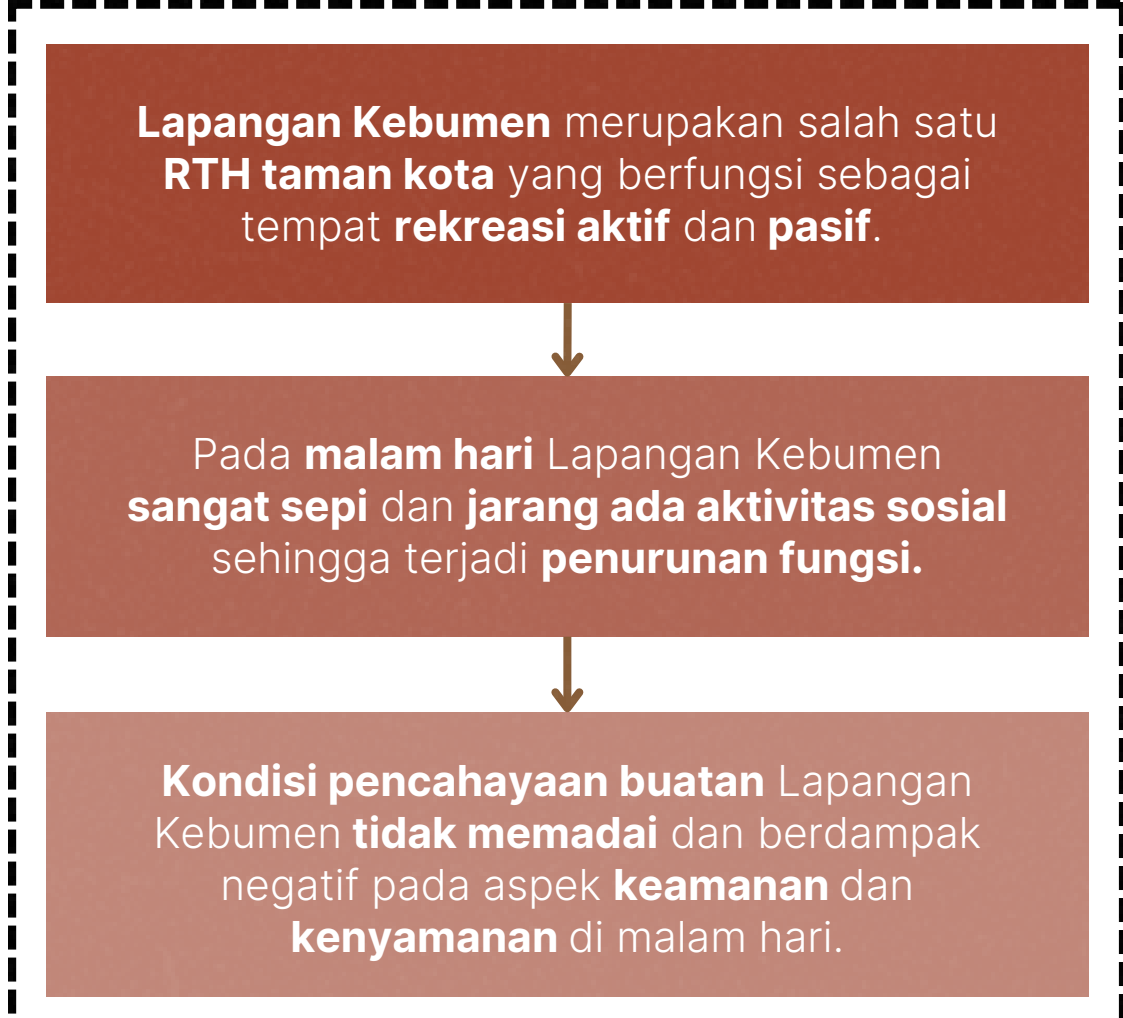 Lapangan Kebumen merupakan salah satu
RTH taman kota yang berfungsi sebagai
tempat rekreasi aktif dan pasif.
Pada malam hari Lapangan Kebumen
sangat sepi dan jarang ada aktivitas sosial
sehingga terjadi penurunan fungsi.
Kondisi pencahayaan buatan Lapangan
Kebumen tidak memadai dan berdampak
negatif pada aspek keamanan dan
kenyamanan di malam hari.